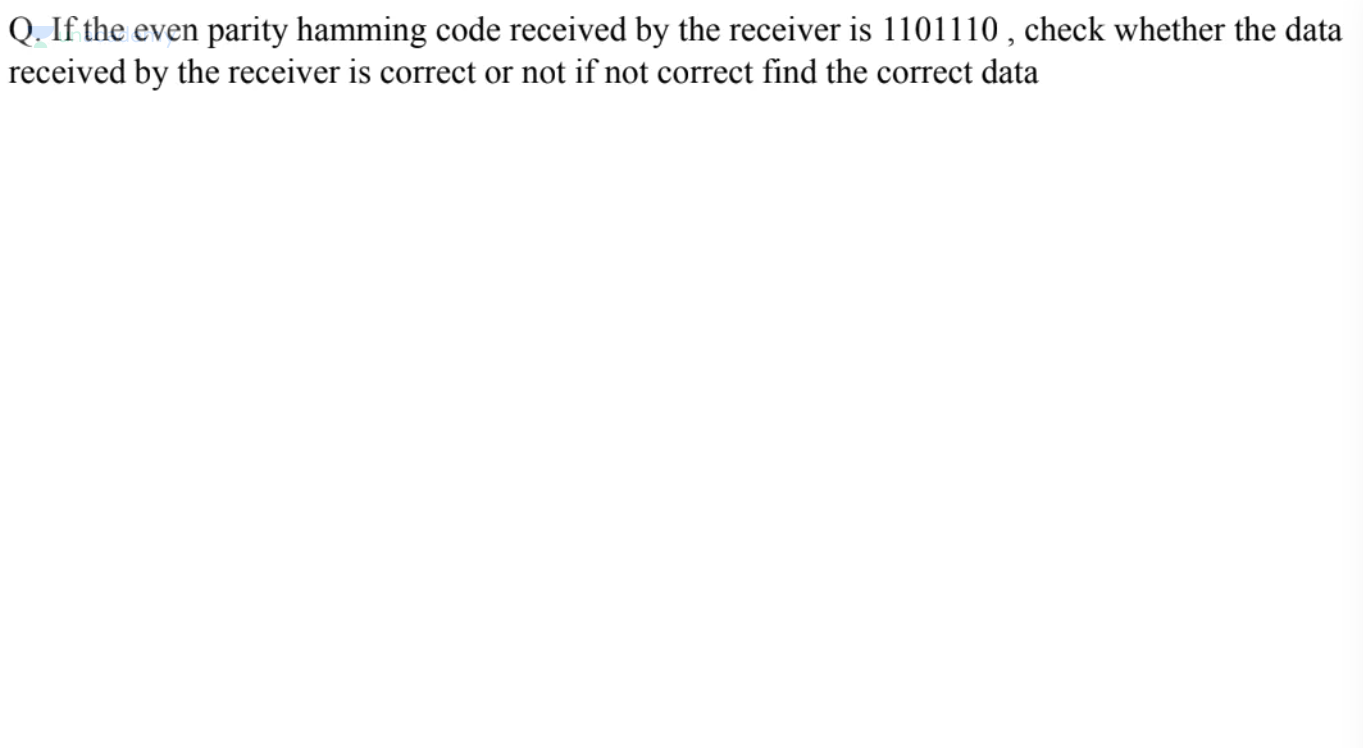 Q. If the even parity hamming code received by the receiver is 1101110 , check whether the data
received by the receiver is correct or not if not correct find the correct data